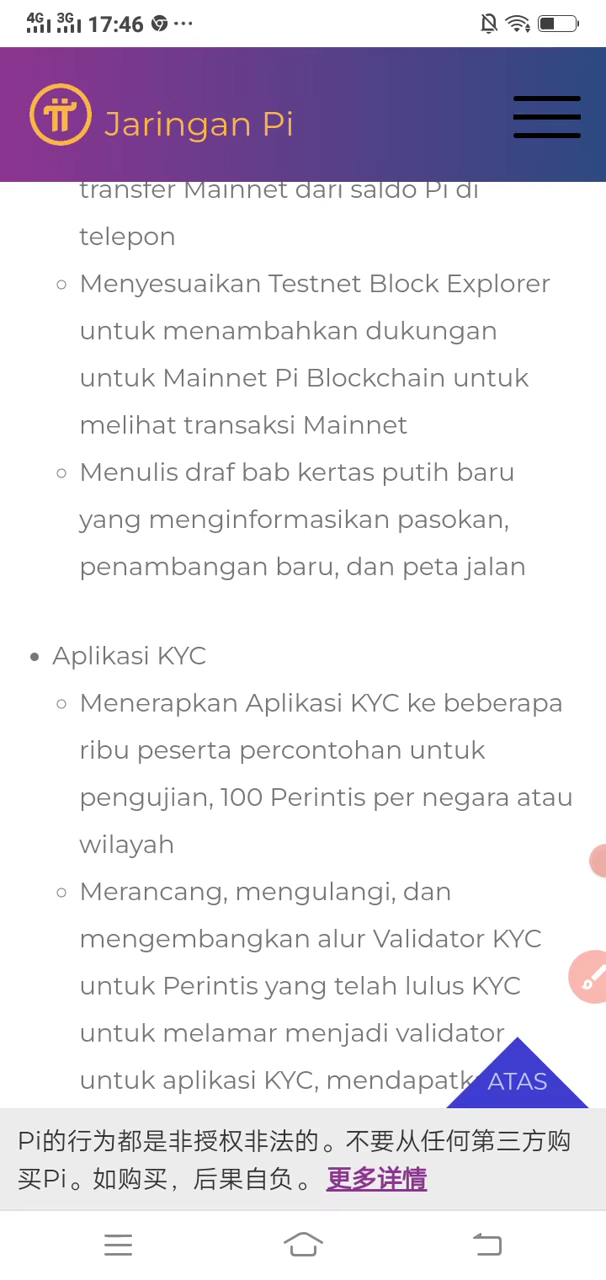 4G 3G 17:46 ...
Jaringan Pi
transfer Mainnet dari saldo Pi di
telepon
Menyesuaikan Testnet Block Explorer
untuk menambahkan dukungan
untuk Mainnet Pi Blockchain untuk
melihat transaksi Mainnet
Menulis draf bab kertas putih baru
yang menginformasikan pasokan,
penambangan baru, dan peta jalan
Aplikasi KYC
Menerapkan Aplikasi KYC ke beberapa
ribu peserta percontohan untuk
pengujian, 100 Perintis per negara atau
wilayah
Merancang, mengulangi, dan
mengembangkan alur Validator KYC
untuk Perintis yang telah lulus KYC
untuk melamar menjadi validator
untuk aplikasi KYC, mendapatk
ATAS
Pi的行为都是非授权非法的。不要从任何第三方购
买Pi。如购买，后果自负。 更多详情